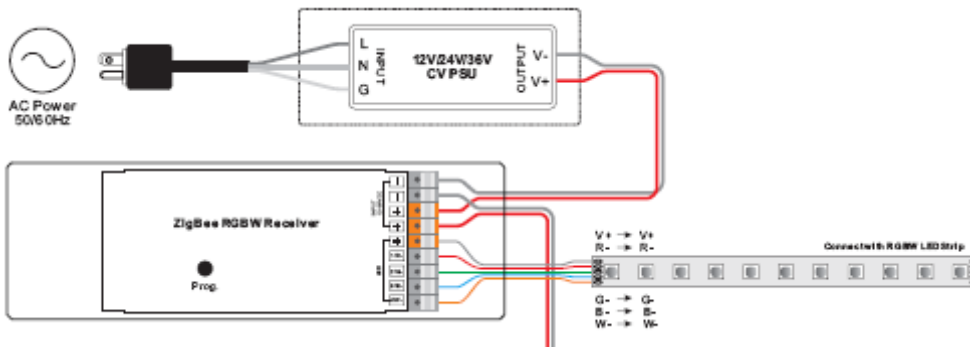 L
N
G
INPUT
12V/24V/36V
CV PSU
OUTPUT
V-
V+
AC Power
50/60Hz
ZigBee RGBW Receiver
Prog.
V+ → V+
R- → R-
Connect with RGBW LED Strip
G- → G-
B- → B-
W- → W-